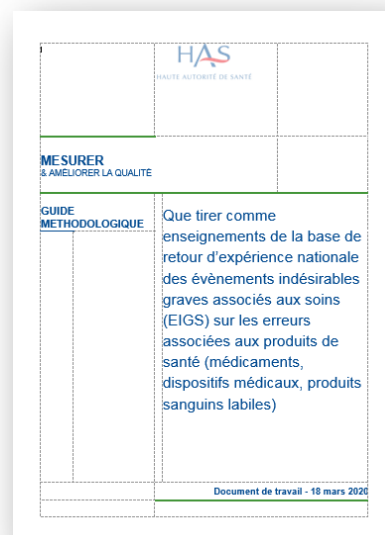 HAS
HAUTE AUTORITÉ DE SANTÉ
MESURER
& AMÉLIORER LA QUALITÉ
GUIDE
METHODOLOGIQUE
Que tirer comme
enseignements de la base de
retour d’expérience nationale
des évènements indésirables
graves associés aux soins
(EIGS) sur les erreurs
associées aux produits de
santé (médicaments,
dispositifs médicaux, produits
sanguins labiles)
Document de travail - 18 mars 2020